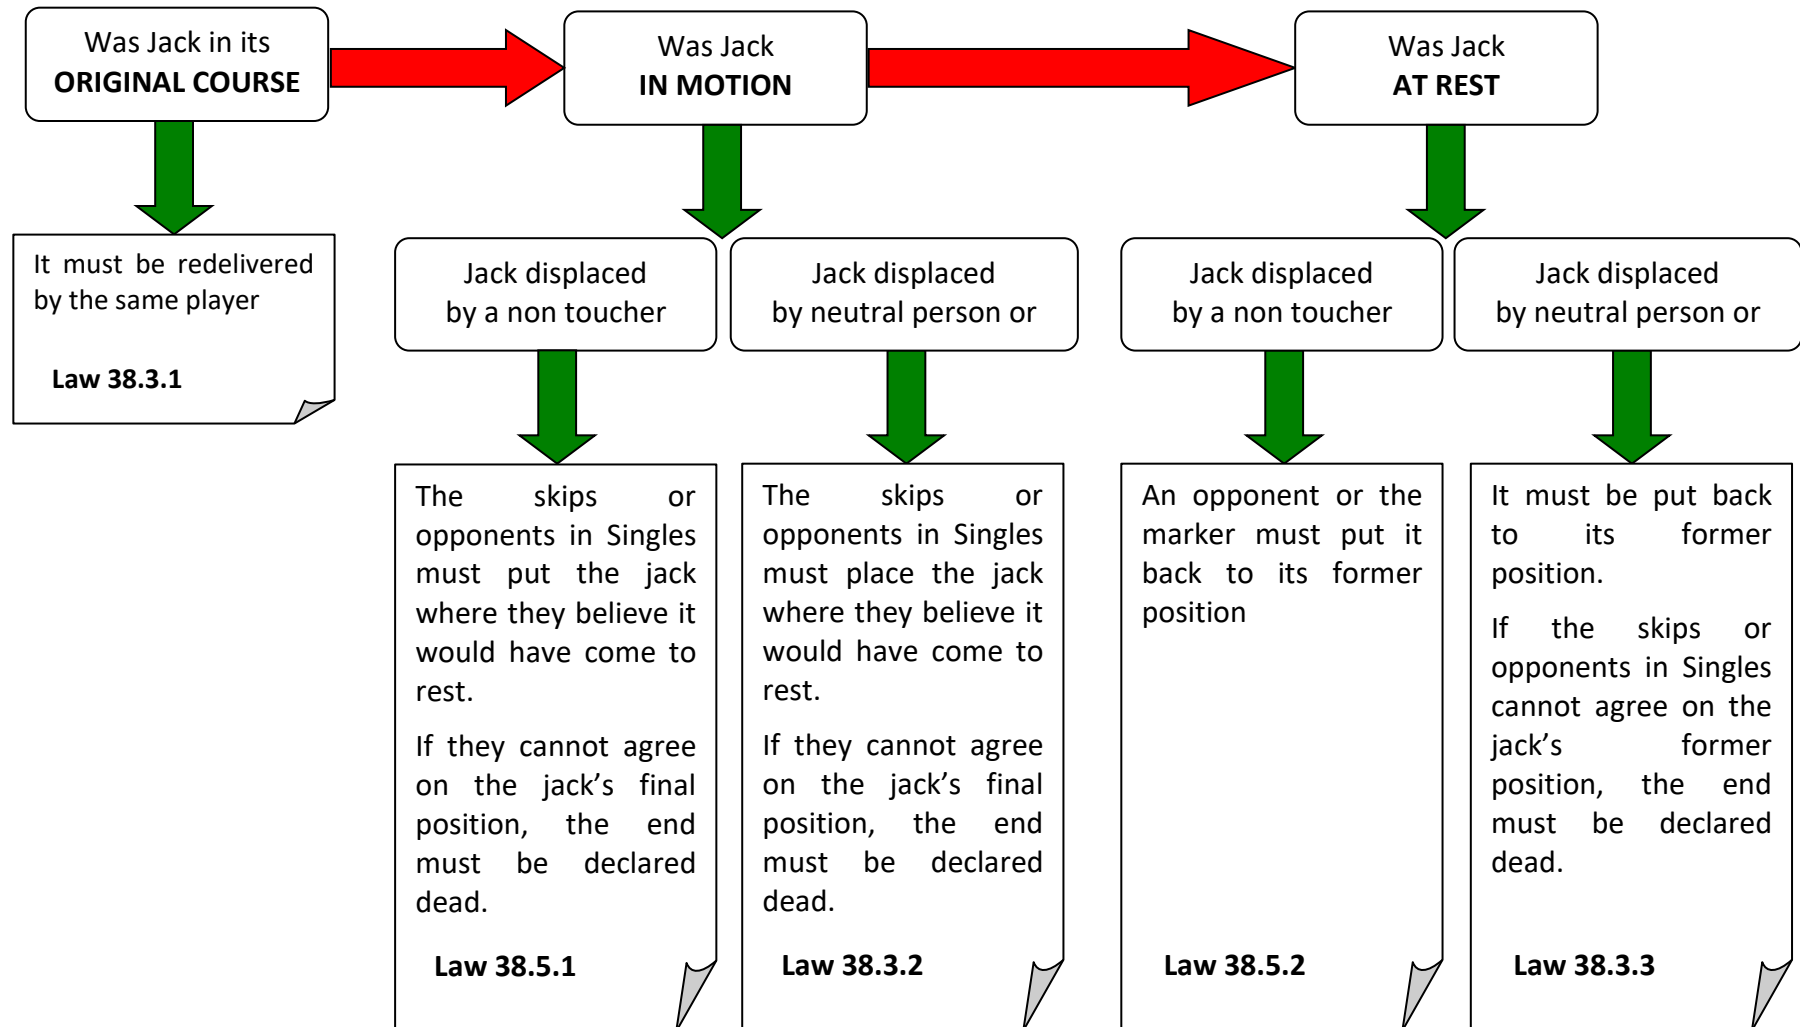 Was Jack in its
ORIGINAL COURSE
Was Jack
IN MOTION
Was Jack
AT REST
It must be redelivered
by the same player
Law 38.3.1
Jack displaced
by a non toucher
Jack displaced
by neutral person or
Jack displaced
by a non toucher
Jack displaced
by neutral person or
The skips or
opponents in Singles
must put the jack
where they believe it
would have come to
rest.
If they cannot agree
on the jack’s final
position, the end
must be declared
dead.
Law 38.5.1
The skips or
opponents in Singles
must place the jack
where they believe it
would have come to
rest.
If they cannot agree
on the jack’s final
position, the end
must be declared
dead.
Law 38.3.2
An opponent or the
marker must put it
back to its former
position
Law 38.5.2
It must be put back
to its former
position.
If the skips or
opponents in Singles
cannot agree on the
jack’s former
position, the end
must be declared
dead.
Law 38.3.3